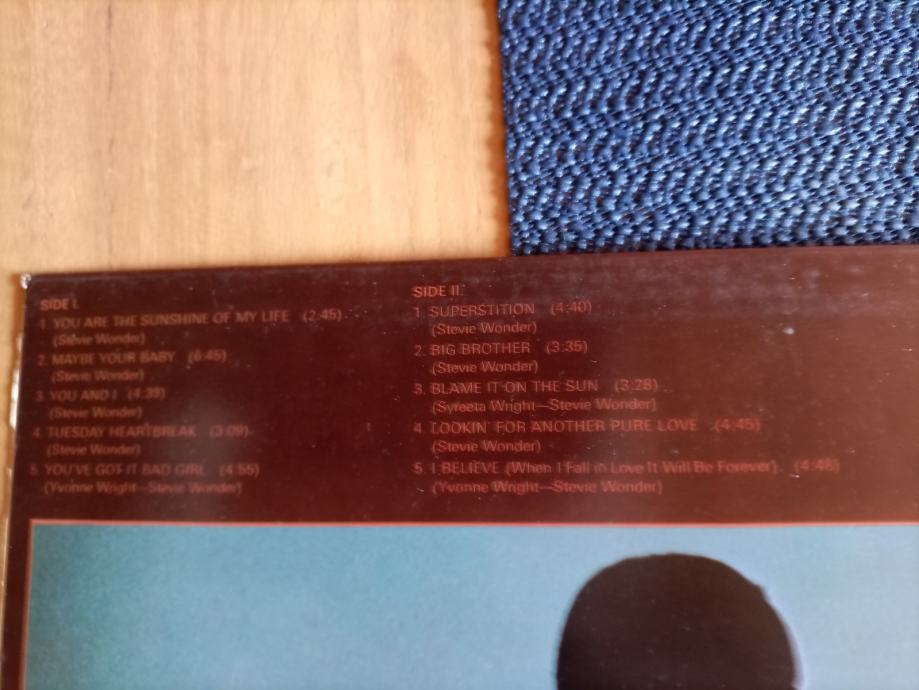 SIDE I
1. YOU ARE THE SUNSHINE OF MY LIFE (2:45)
(Stevie Wonder)
2. MAYBE YOUR BABY (6:45)
(Stevie Wonder)
3. YOU AND I (4:39)
(Stevie Wonder)
4. TUESDAY HEARTBREAK (3:09)
(Stevie Wonder)
5. YOU'VE GOT IT BAD GIRL (4:55)
(Yvonne Wright—Stevie Wonder)
SIDE II
1. SUPERSTITION (4:40)
(Stevie Wonder)
2. BIG BROTHER (3:35)
(Stevie Wonder)
3. BLAME IT ON THE SUN (3:28)
(Syreeta Wright—Stevie Wonder)
4. LOOKIN' FOR ANOTHER PURE LOVE (4:45)
(Stevie Wonder)
5. I BELIEVE (When I Fall in Love It Will Be Forever) (4:48)
(Yvonne Wright—Stevie Wonder)